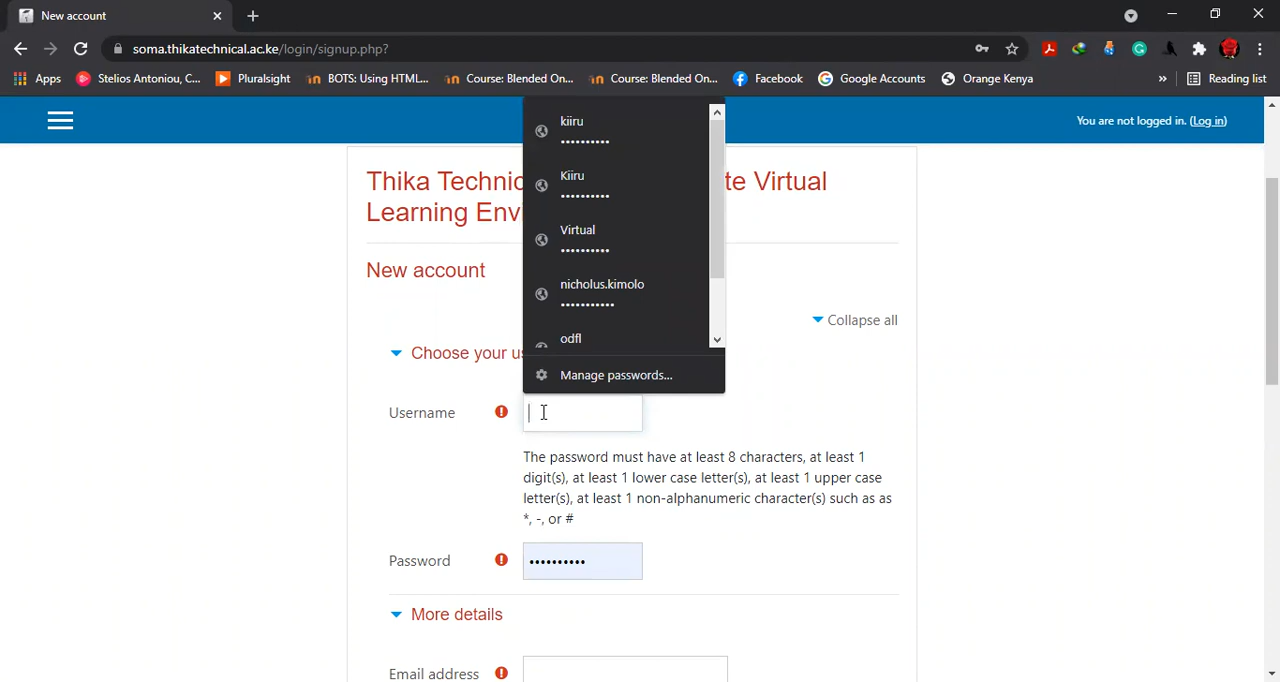 New account
soma.thikatechnical.ac.ke/login/signup.php?
Apps
Stelios Antoniou, C...
Pluralsight
BOTS: Using HTML...
Course: Blended On...
Course: Blended On...
Facebook
Google Accounts
Orange Kenya
»
Reading list
You are not logged in. (Log in)
kiiru
••••••••••
Kiiru
••••••••••
Virtual
••••••••••
nicholus.kimolo
•••••••••••
odfl
Manage passwords...
Thika Technic te Virtual
Learning Env
New account
Collapse all
Choose your us
Username
The password must have at least 8 characters, at least 1
digit(s), at least 1 lower case letter(s), at least 1 upper case
letter(s), at least 1 non-alphanumeric character(s) such as as
*, -, or #
Password
••••••••••
More details
Email address